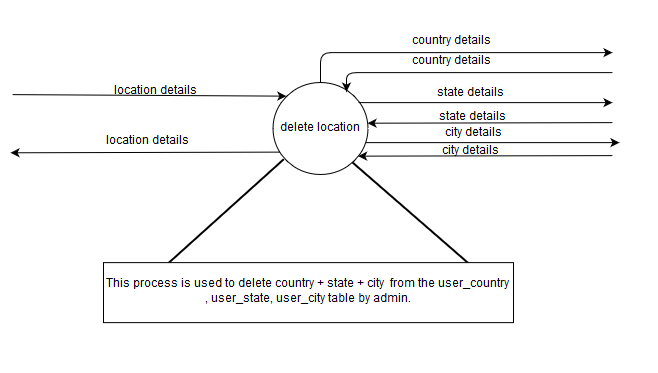 country details
country details
location details
state details
state details
delete location
city details
location details
city details
This process is used to delete country + state + city from the user_country
, user_state, user_city table by admin.